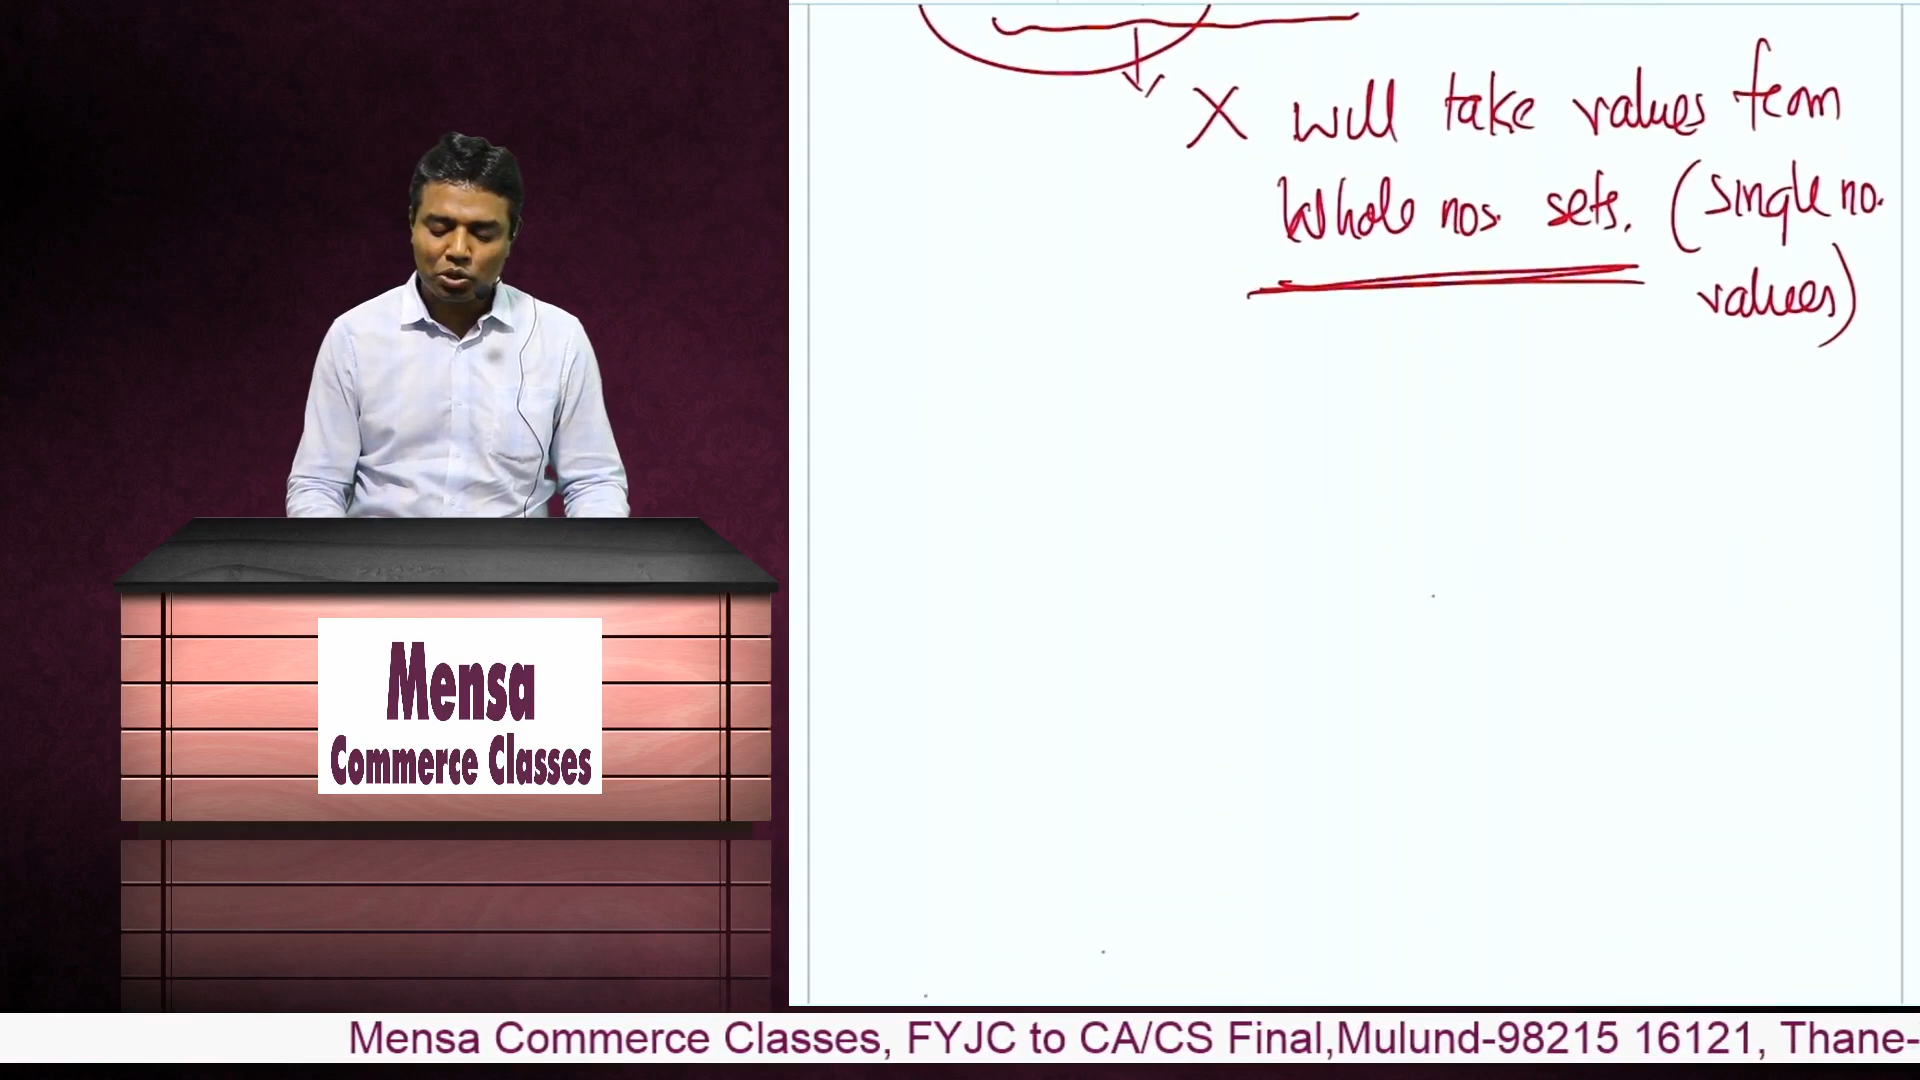 X will take values from
Whole nos. sets. (single no.
values)
Mensa
Commerce Classes
Mensa Commerce Classes, FYJC to CA/CS Final,Mulund-98215 16121, Thane-